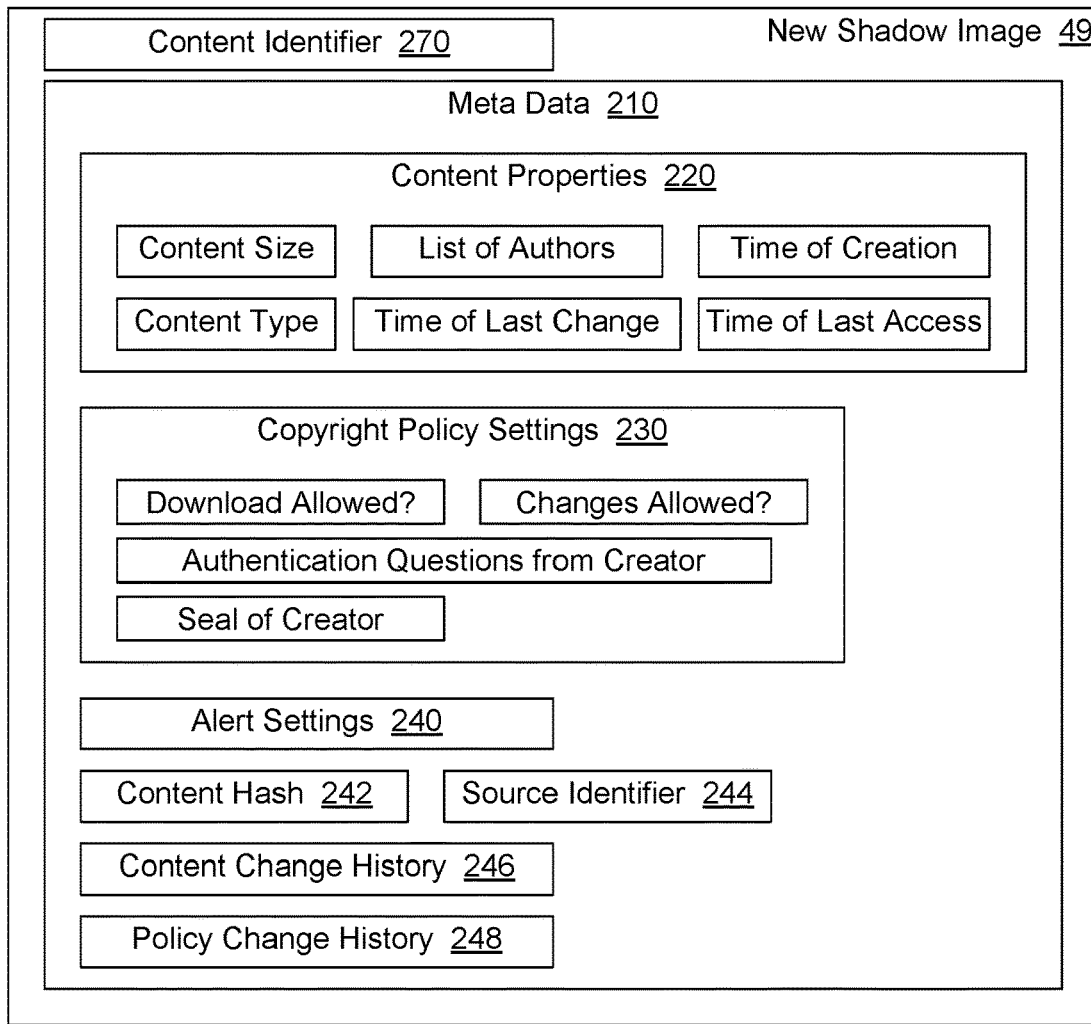 Content Identifier 270
New Shadow Image 49
Meta Data 210
Content Properties 220
Content Size
List of Authors
Time of Creation
Content Type
Time of Last Change
Time of Last Access
Copyright Policy Settings 230
Download Allowed?
Changes Allowed?
Authentication Questions from Creator
Seal of Creator
Alert Settings 240
Content Hash 242
Source Identifier 244
Content Change History 246
Policy Change History 248